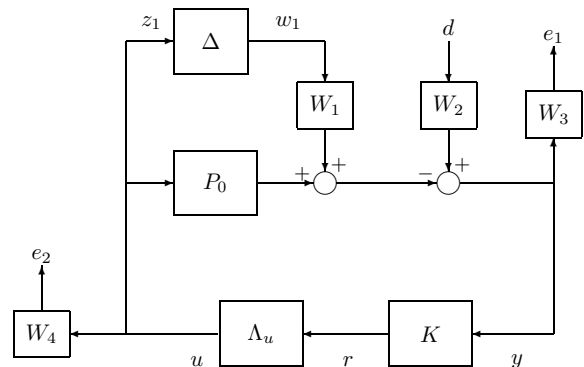 z₁ Δ w₁ d e₁
W₁ W₂ W₃
P₀ + + − +
e₂
W₄ u Λᵤ r K y